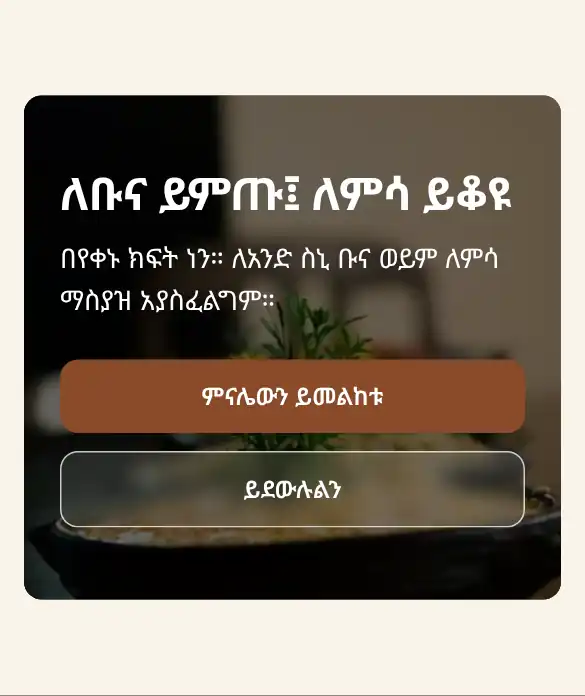 ለቡና ይምጡ፤ ለምሳ ይቆዩ
በየቀኑ ክፍት ነን። ለአንድ ስኒ ቡና ወይም ለምሳ
ማስያዝ አያስፈልግም።
ምናሌውን ይመልከቱ
ይደውሉልን